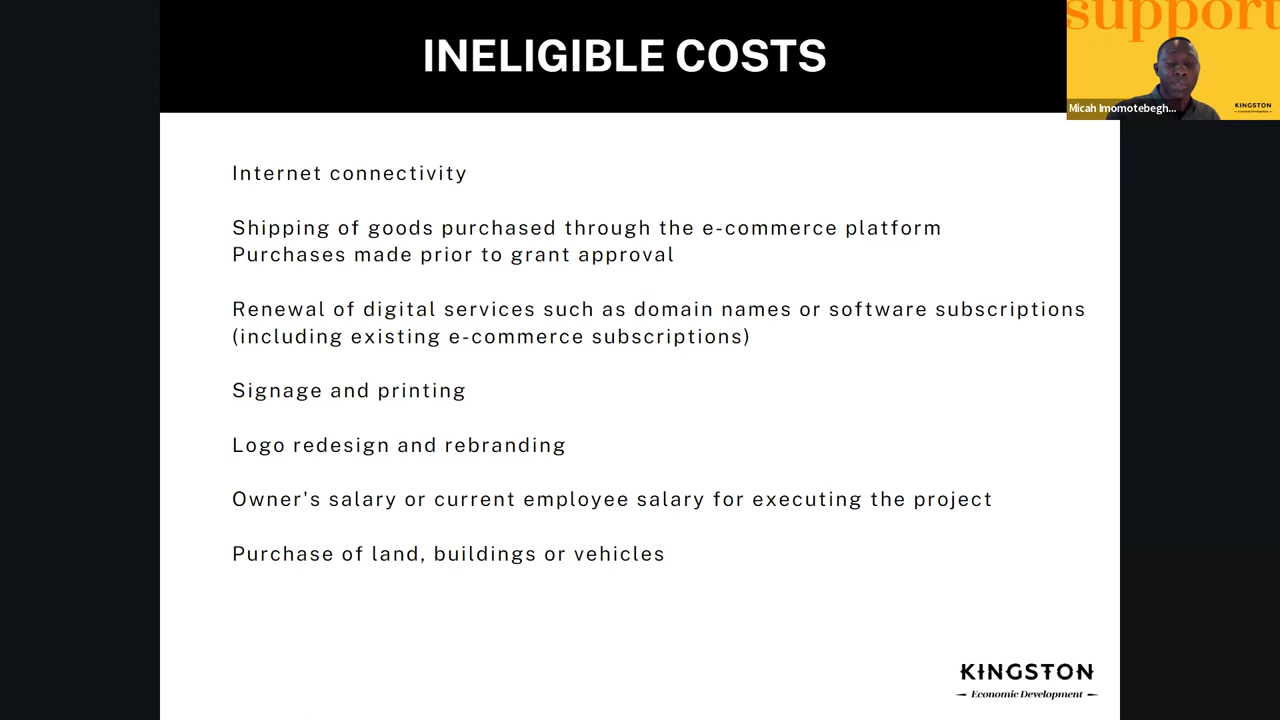 INELIGIBLE COSTS
support
Micah Imomotebegh...
KINGSTON
Economic Development
Internet connectivity
Shipping of goods purchased through the e-commerce platform
Purchases made prior to grant approval
Renewal of digital services such as domain names or software subscriptions
(including existing e-commerce subscriptions)
Signage and printing
Logo redesign and rebranding
Owner's salary or current employee salary for executing the project
Purchase of land, buildings or vehicles
KINGSTON
Economic Development